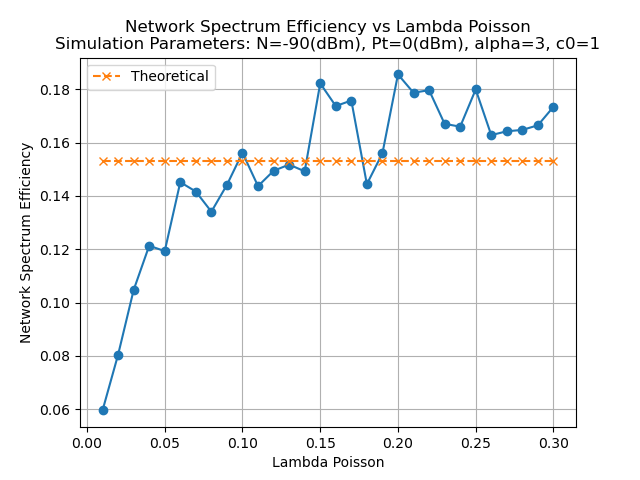 Network Spectrum Efficiency vs Lambda Poisson
Simulation Parameters: N=-90(dBm), Pt=0(dBm), alpha=3, c0=1
Theoretical
Network Spectrum Efficiency
0.18
0.16
0.14
0.12
0.10
0.08
0.06
0.00 0.05 0.10 0.15 0.20 0.25 0.30
Lambda Poisson